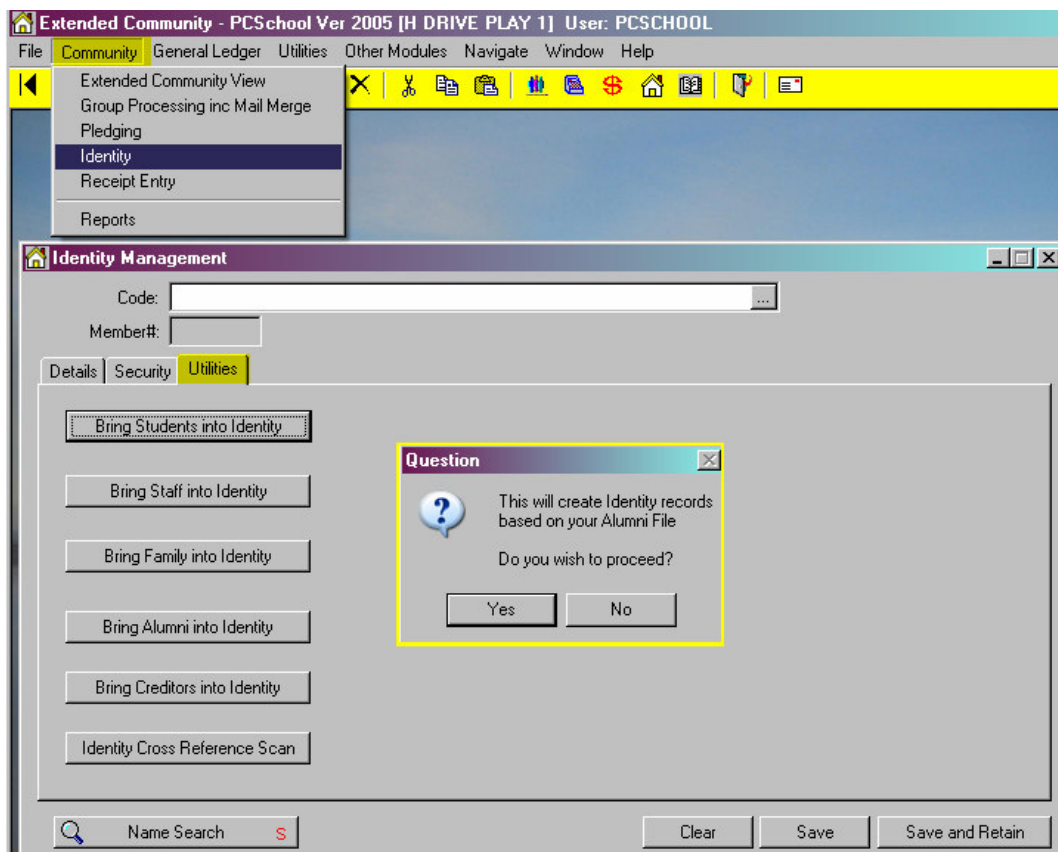 Extended Community - PCSchool Ver 2005 [H DRIVE PLAY 1] User: PCSCHOOL
File Community General Ledger Utilities Other Modules Navigate Window Help
Extended Community View
Group Processing inc Mail Merge
Pledging
Identity
Receipt Entry
Reports
Identity Management
Code:
...
Member#:
Details Security Utilities
Bring Students into Identity
Bring Staff into Identity
Bring Family into Identity
Bring Alumni into Identity
Bring Creditors into Identity
Identity Cross Reference Scan
Question
?
This will create Identity records
based on your Alumni File
Do you wish to proceed?
Yes No
Name Search S
Clear Save Save and Retain